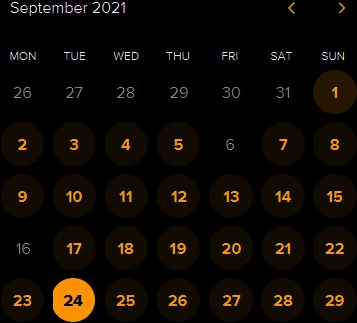 September 2021
MON TUE WED THU FRI SAT SUN
26 27 28 29 30 31 1
2 3 4 5 6 7 8
9 10 11 12 13 14 15
16 17 18 19 20 21 22
23 24 25 26 27 28 29